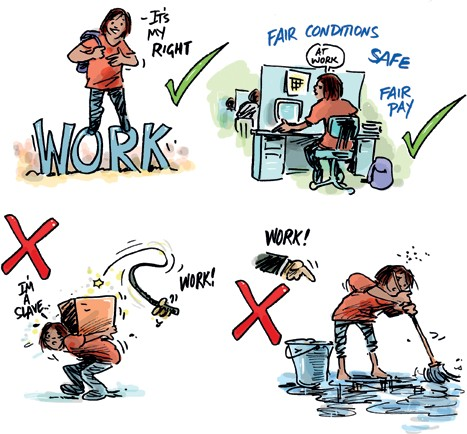 - IT'S
MY
RIGHT
WORK
FAIR CONDITIONS
AT
WORK
SAFE
FAIR
PAY
I'M
A
SLAVE
WORK!
WORK!